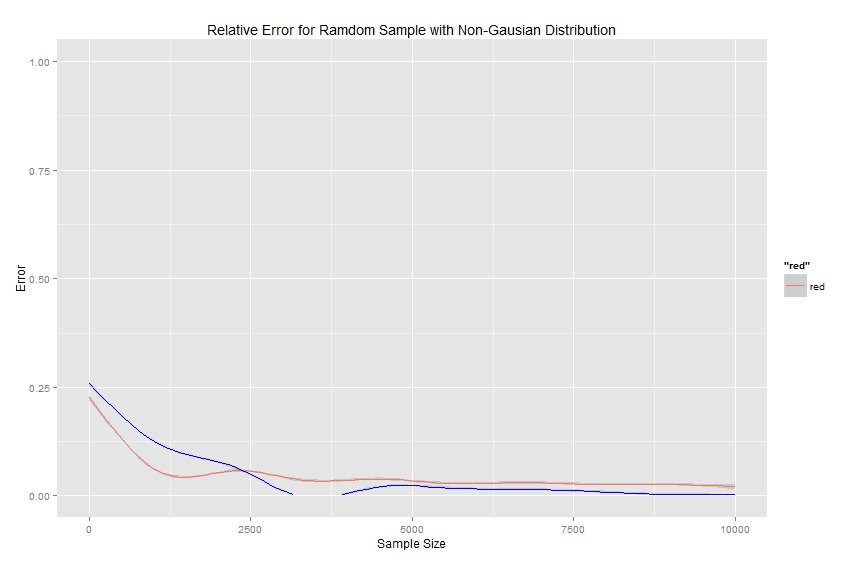 Relative Error for Ramdom Sample with Non-Gausian Distribution
1.00
0.75
0.50
0.25
0.00
Error
0 2500 5000 7500 10000
Sample Size
"red"
red